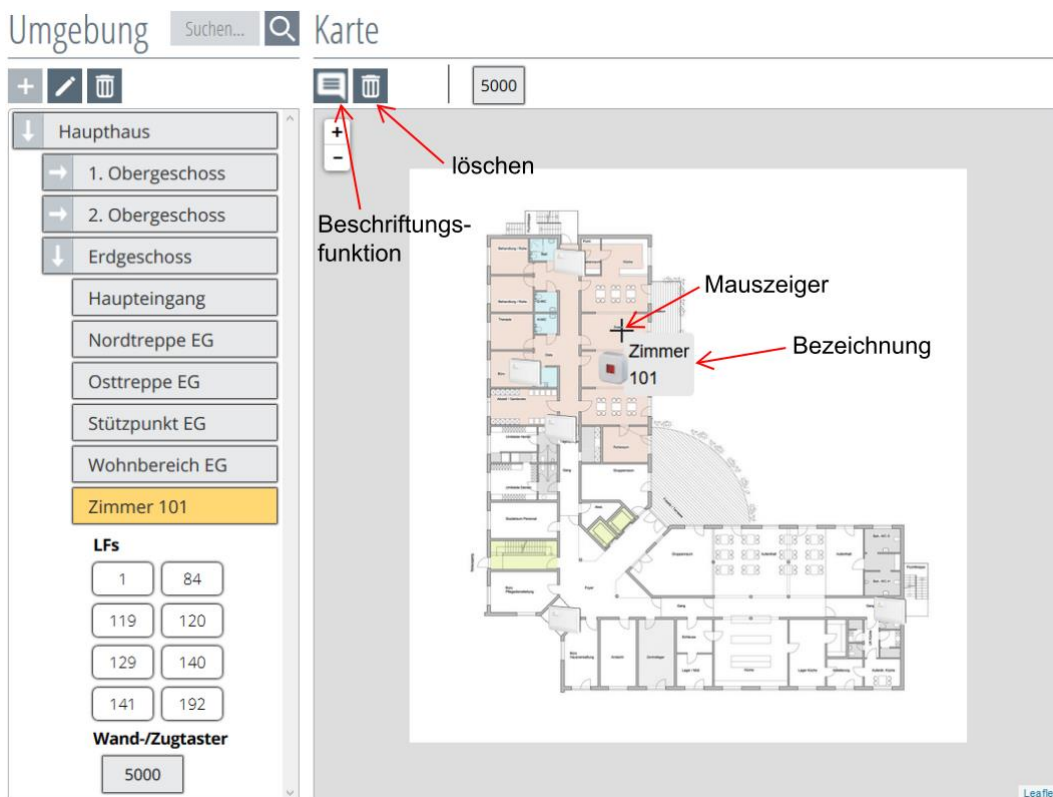 Umgebung
Suchen...
Karte
5000
Haupthaus
1. Obergeschoss
2. Obergeschoss
Erdgeschoss
Haupteingang
Nordtreppe EG
Osttreppe EG
Stützpunkt EG
Wohnbereich EG
Zimmer 101
LFs
1 84
119 120
129 140
141 192
Wand-/Zugtaster
5000
+
−
löschen
Beschriftungs-
funktion
Mauszeiger
Bezeichnung
Zimmer
101
Gruppenraum
Foyer
Leafle